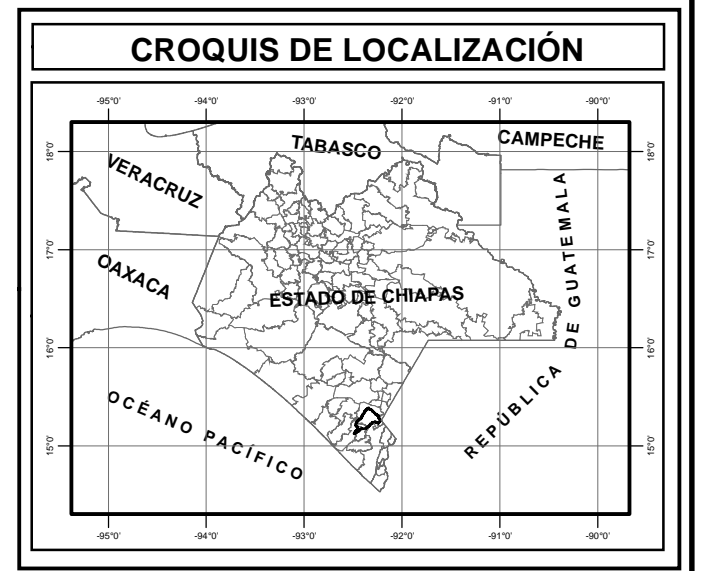 CROQUIS DE LOCALIZACIÓN
-95°0' -94°0' -93°0' -92°0' -91°0' -90°0'
18°0' 18°0'
TABASCO
CAMPECHE
VERACRUZ
17°0' 17°0'
OAXACA
ESTADO DE CHIAPAS
16°0' 16°0'
REPÚBLICA DE GUATEMALA
OCÉANO PACÍFICO
15°0' 15°0'
-95°0' -94°0' -93°0' -92°0' -91°0' -90°0'